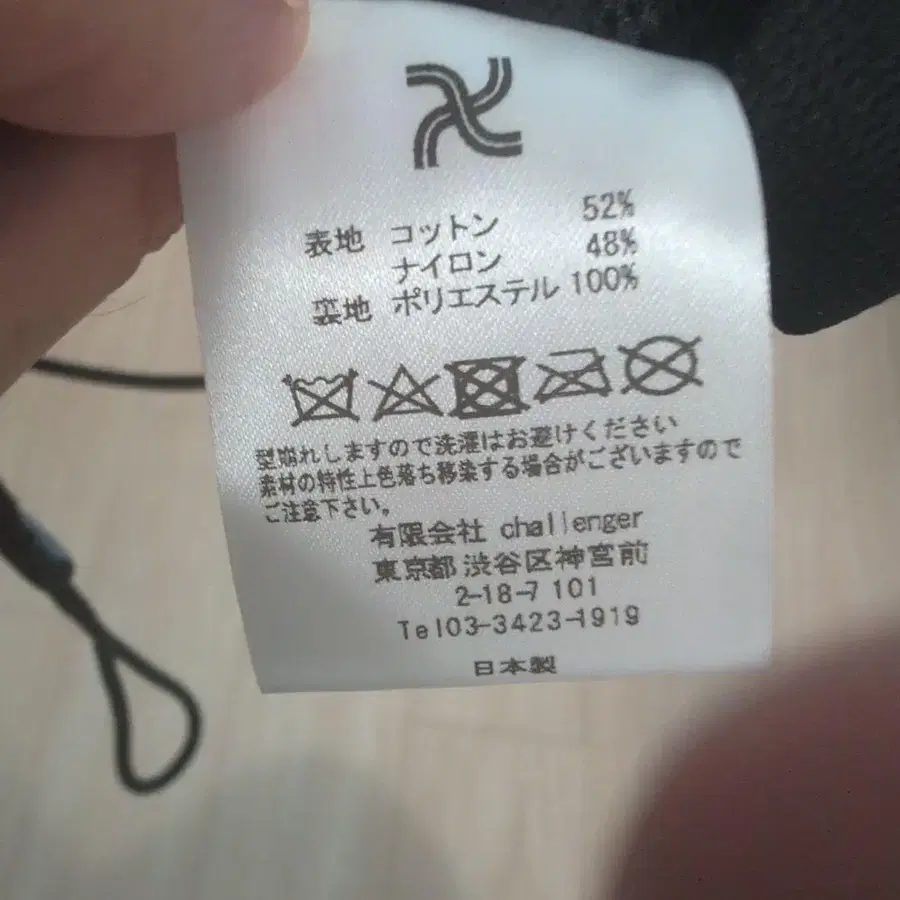 表地 コットン 52%
ナイロン 48%
裏地 ポリエステル 100%
型崩れしますので洗濯はお避けください
素材の特性上色落ち移染する場合がございますので
ご注意下さい。
有限会社 challenger
東京都 渋谷区神宮前
2-18-7 101
Tel03-3423-1919
日本製